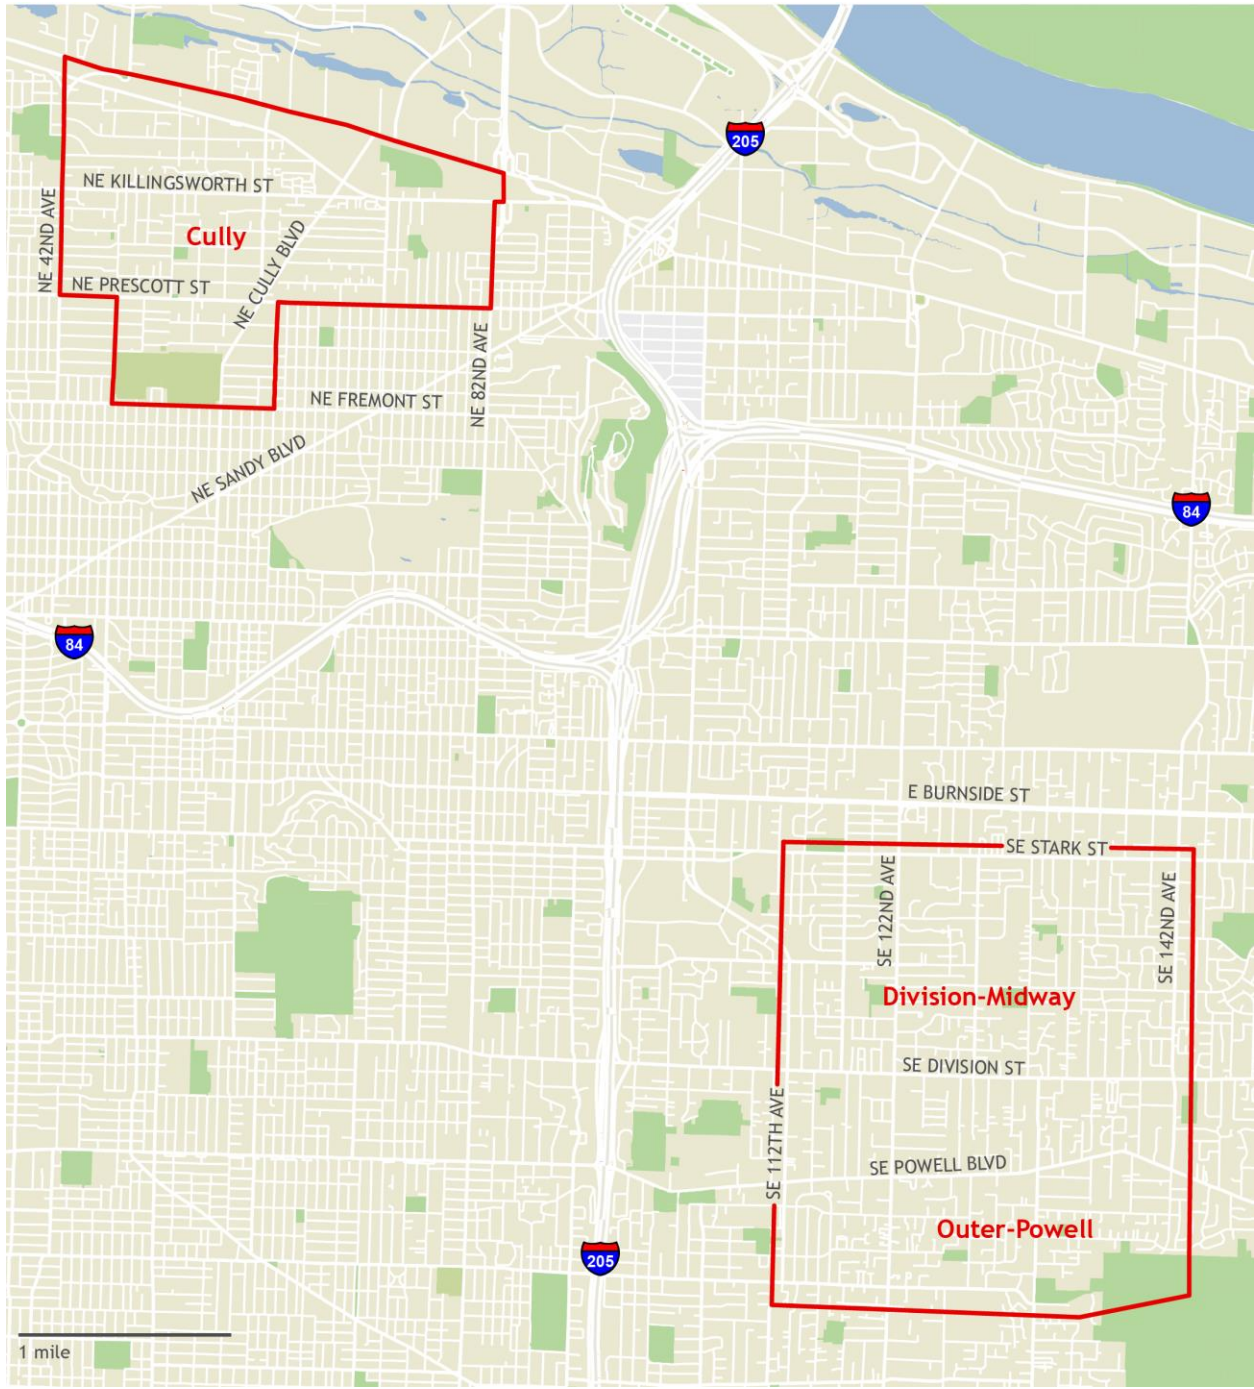 205
NE KILLINGSWORTH ST
NE 42ND AVE
Cully
NE CULLY BLVD
NE PRESCOTT ST
NE 82ND AVE
NE FREMONT ST
NE SANDY BLVD
84
84
E BURNSIDE ST
SE STARK ST
SE 122ND AVE
SE 142ND AVE
Division-Midway
SE DIVISION ST
SE 112TH AVE
SE POWELL BLVD
Outer-Powell
205
1 mile